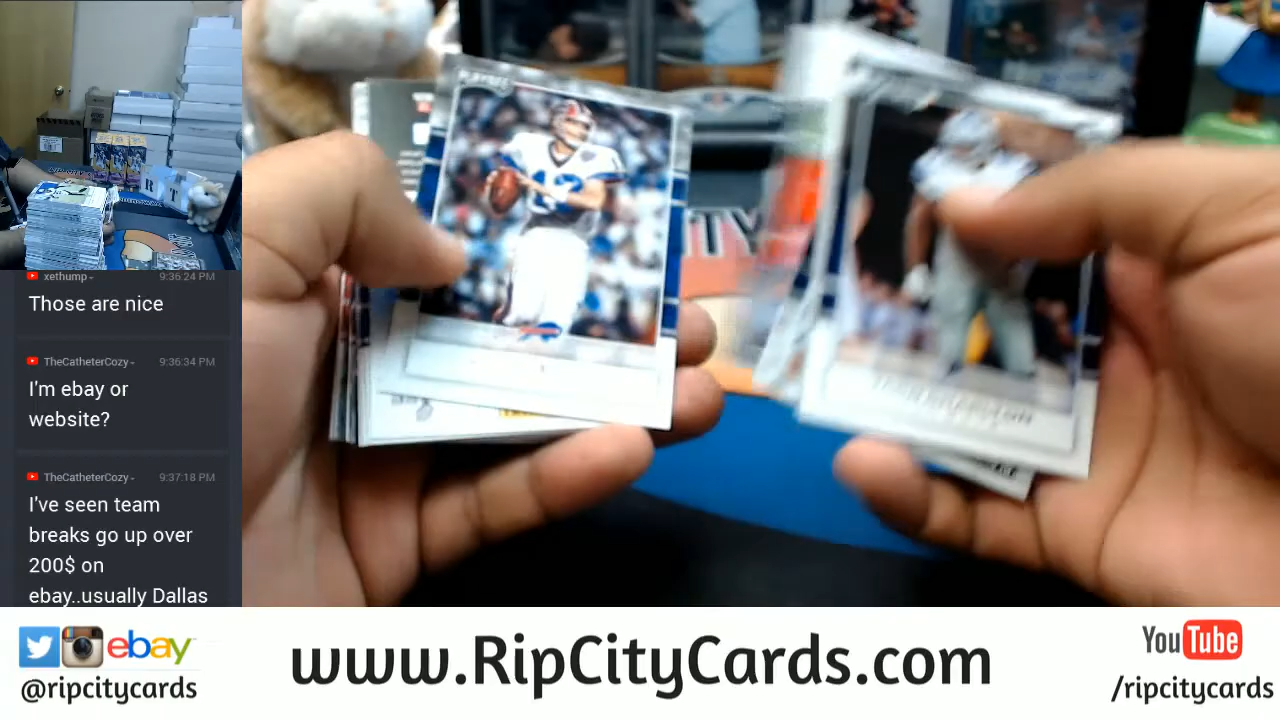 xethump- 9:36:24 PM
Those are nice
TheCatheterCozy- 9:36:34 PM
I'm ebay or
website?
TheCatheterCozy- 9:37:18 PM
I've seen team
breaks go up over
200$ on
ebay..usually Dallas
PLAYBOOK
12
R T
ebay
@ripcitycards
www.RipCityCards.com
YouTube
/ripcitycards